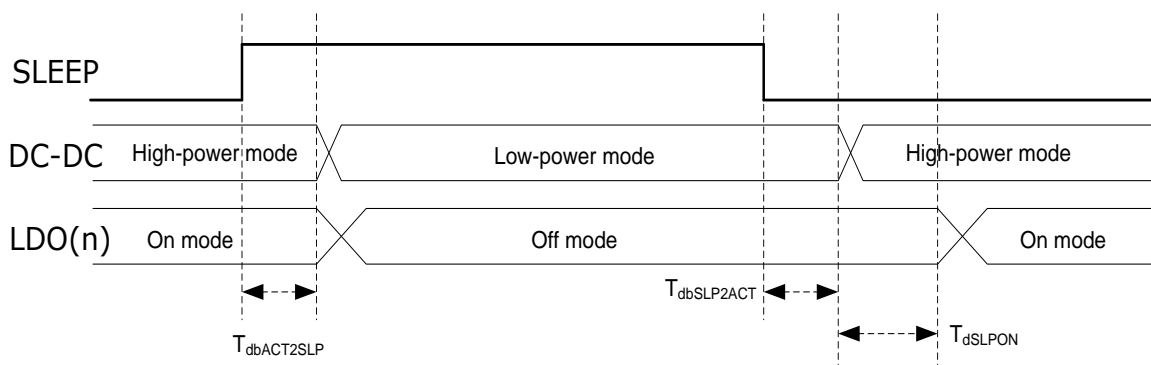 SLEEP
DC-DC High-power mode Low-power mode High-power mode
LDO(n) On mode Off mode On mode
TdbSLP2ACT
TdbACT2SLP TdSLPON